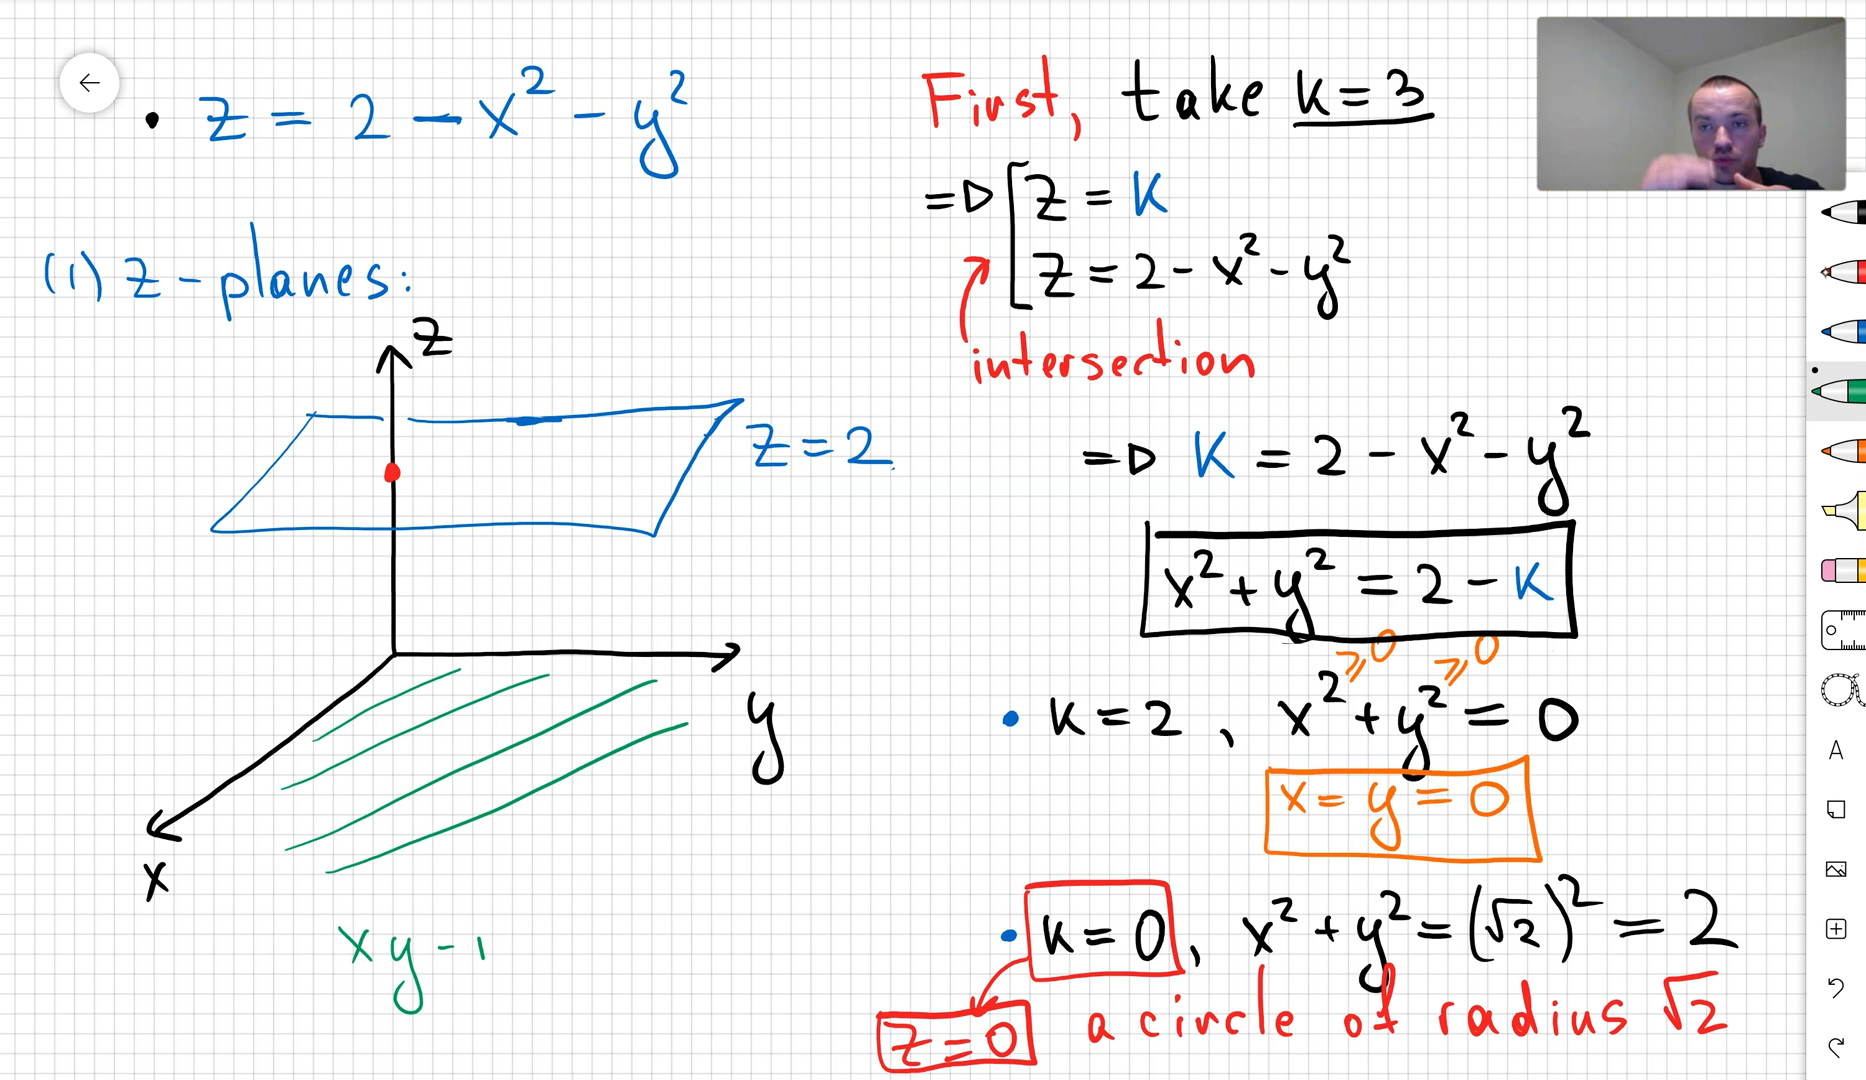 • z = 2 - x² - y²
(1) z - planes:
z
z = 2
y
x
xy - 1
First, take k = 3
=> [ z = k
z = 2 - x² - y²
intersection
=> k = 2 - x² - y²
x² + y² = 2 - k
≥0 ≥0
• k = 2, x² + y² = 0
x = y = 0
• k = 0, x² + y² = (√2)² = 2
z = 0 a circle of radius √2
A